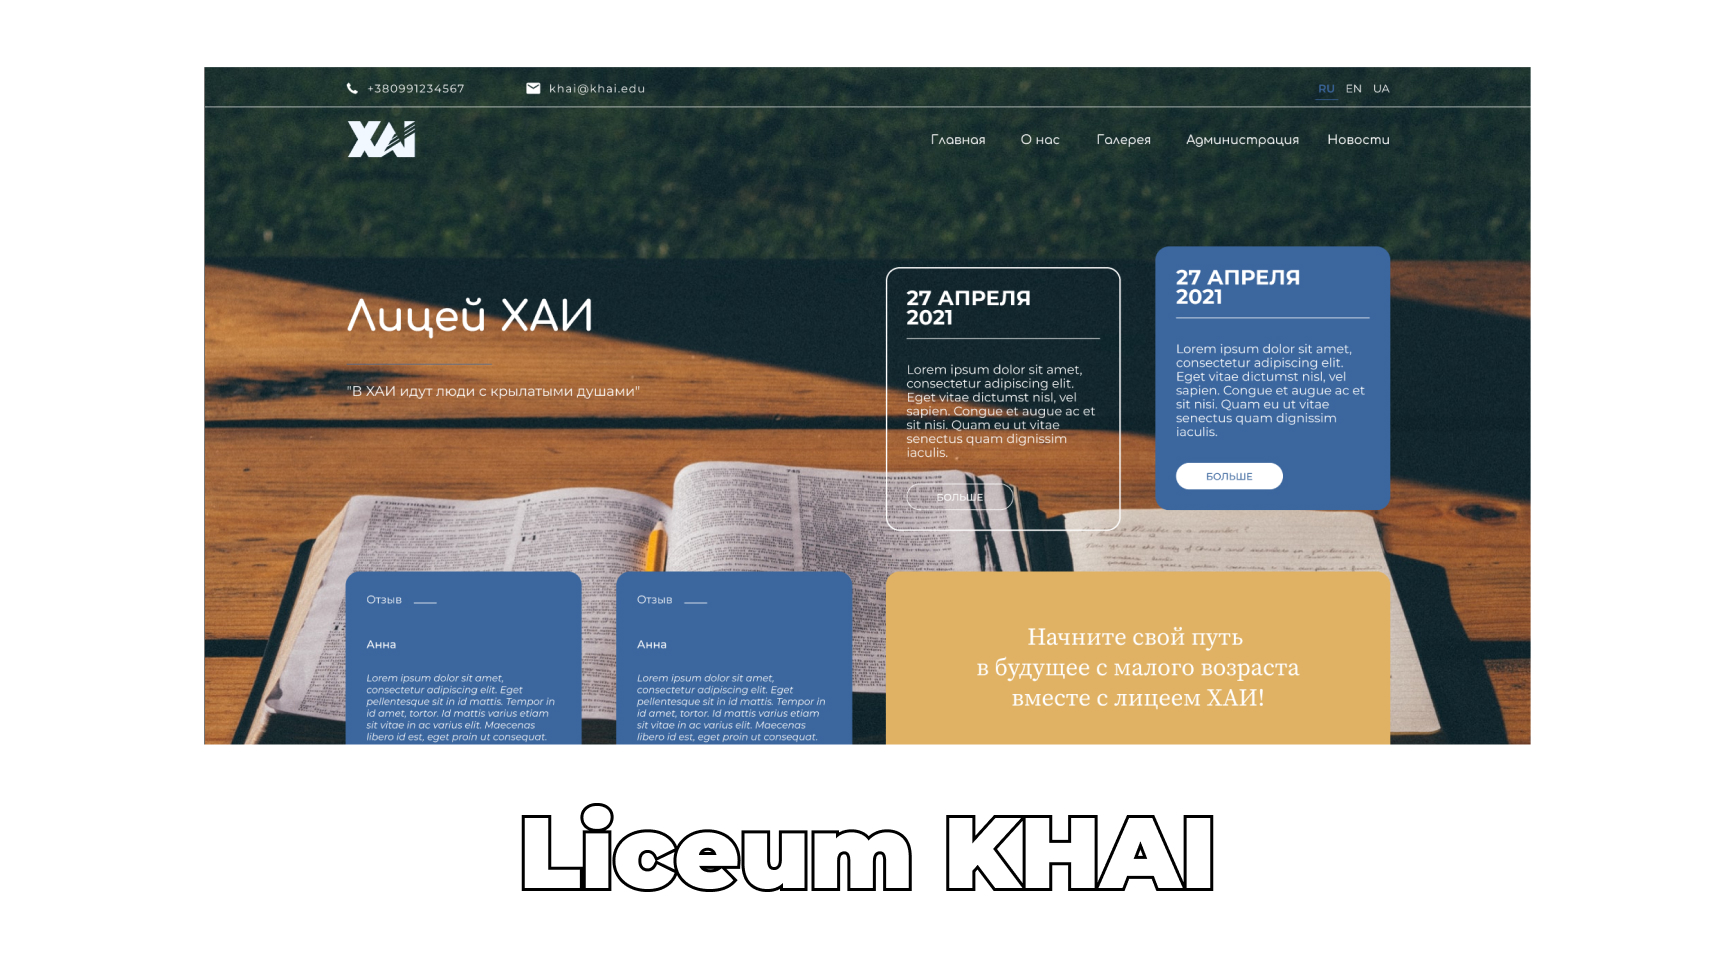 +380991234567
khai@khai.edu
RU EN UA
ХАІ
Главная О нас Галерея Администрация Новости
Лицей ХАИ
"В ХАИ идут люди с крылатыми душами"
27 АПРЕЛЯ
2021
Lorem ipsum dolor sit amet,
consectetur adipiscing elit.
Eget vitae dictumst nisl, vel
sapien. Congue et augue ac et
sit nisi. Quam eu ut vitae
senectus quam dignissim
iaculis.
БОЛЬШЕ
27 АПРЕЛЯ
2021
Lorem ipsum dolor sit amet,
consectetur adipiscing elit.
Eget vitae dictumst nisl, vel
sapien. Congue et augue ac et
sit nisi. Quam eu ut vitae
senectus quam dignissim
iaculis.
БОЛЬШЕ
Отзыв
Анна
Lorem ipsum dolor sit amet,
consectetur adipiscing elit. Eget
pellentesque sit in id mattis. Tempor in
id amet, tortor. Id mattis varius etiam
sit vitae in ac varius elit. Maecenas
libero id est, eget proin ut consequat.
Отзыв
Анна
Lorem ipsum dolor sit amet,
consectetur adipiscing elit. Eget
pellentesque sit in id mattis. Tempor in
id amet, tortor. Id mattis varius etiam
sit vitae in ac varius elit. Maecenas
libero id est, eget proin ut consequat.
Начните свой путь
в будущее с малого возраста
вместе с лицеем ХАИ!
Liceum KHAI